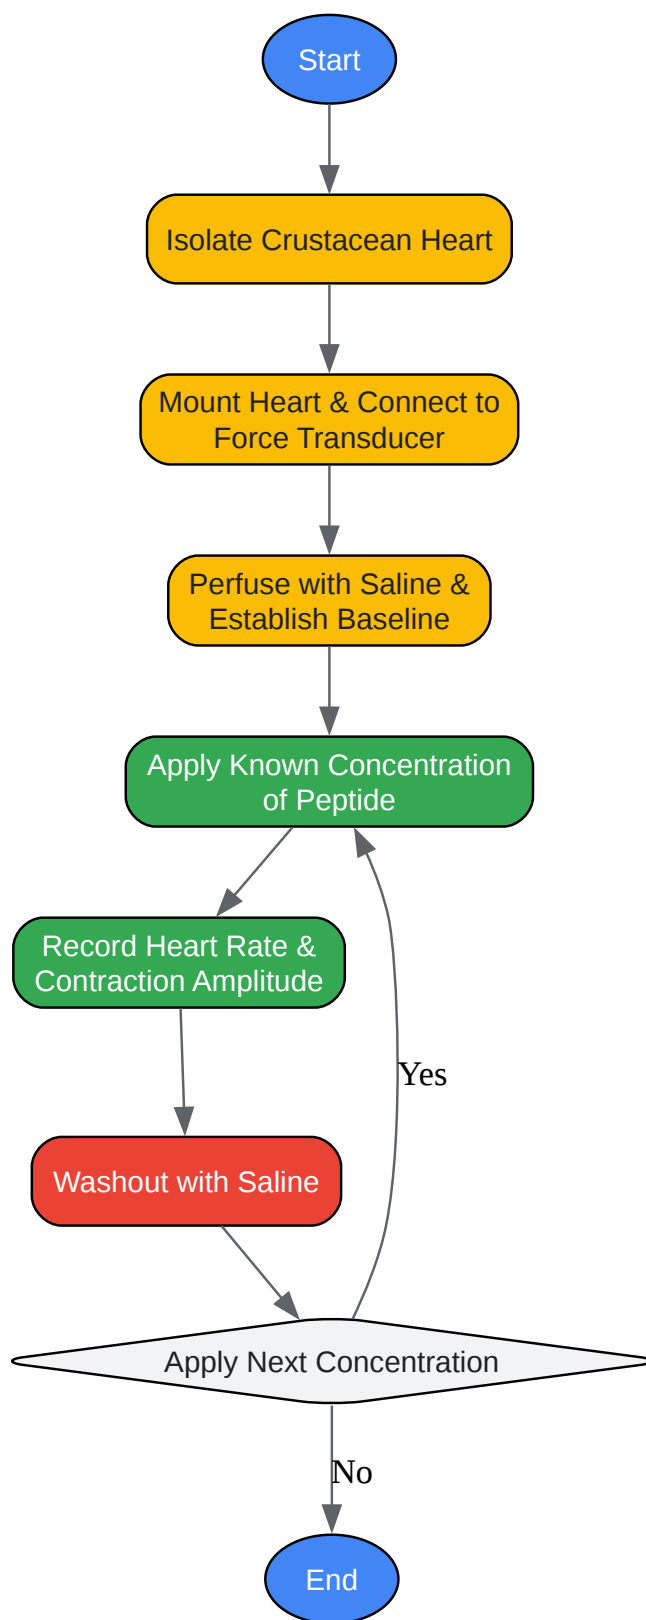 Start
Isolate Crustacean Heart
Mount Heart & Connect to
Force Transducer
Perfuse with Saline &
Establish Baseline
Apply Known Concentration
of Peptide
Record Heart Rate &
Contraction Amplitude
Yes
Washout with Saline
Apply Next Concentration
No
End